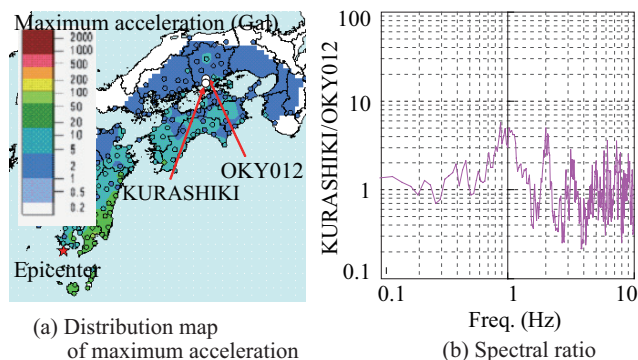 Maximum acceleration (Gal)
2000
1000
500
200
100
50
20
10
5
2
1
0.5
0.2
OKY012
KURASHIKI
Epicenter
(a) Distribution map
of maximum acceleration
KURASHIKI/OKY012
100
10
1
0.1
0.1
1
10
Freq. (Hz)
(b) Spectral ratio